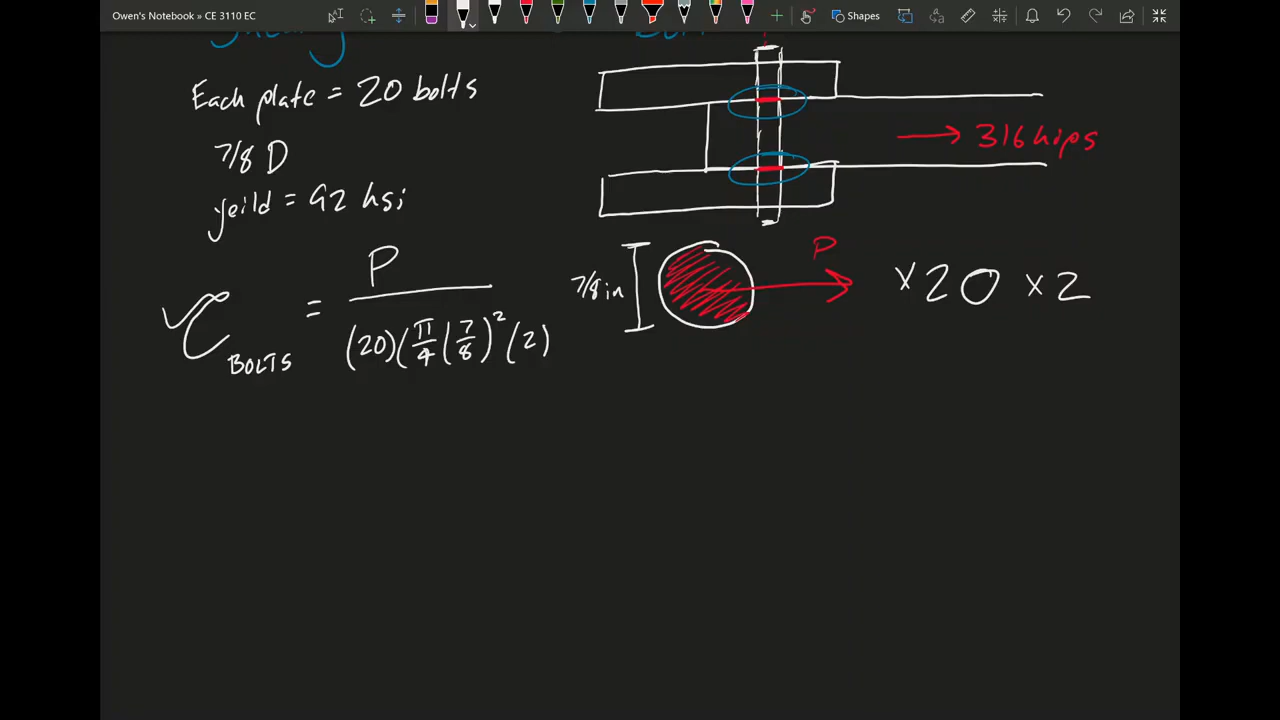 Owen's Notebook » CE 3110 EC
Shapes
Each plate = 20 bolts
7/8 D
yeild = 92 ksi
316 kips
τ BOLTS = P / (20)(π/4(7/8)²(2)
7/8 in
P
×20 ×2